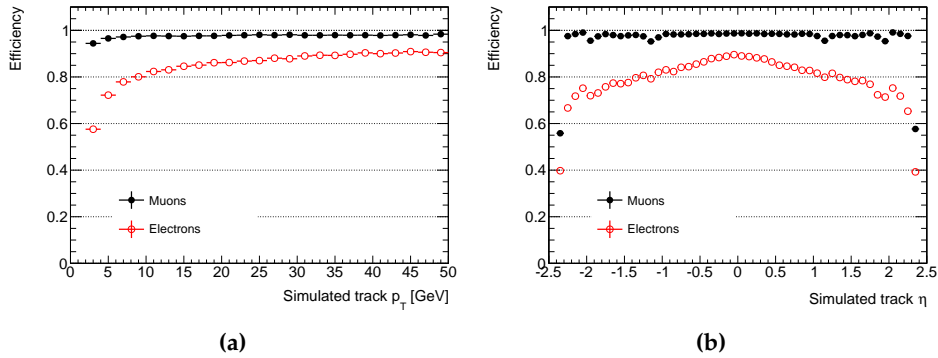 Efficiency
1
0.8
0.6
0.4
0.2
0
Muons
Electrons
0 5 10 15 20 25 30 35 40 45 50
Simulated track p_T [GeV]
(a)
Efficiency
1
0.8
0.6
0.4
0.2
0
Muons
Electrons
-2.5 -2 -1.5 -1 -0.5 0 0.5 1 1.5 2 2.5
Simulated track η
(b)